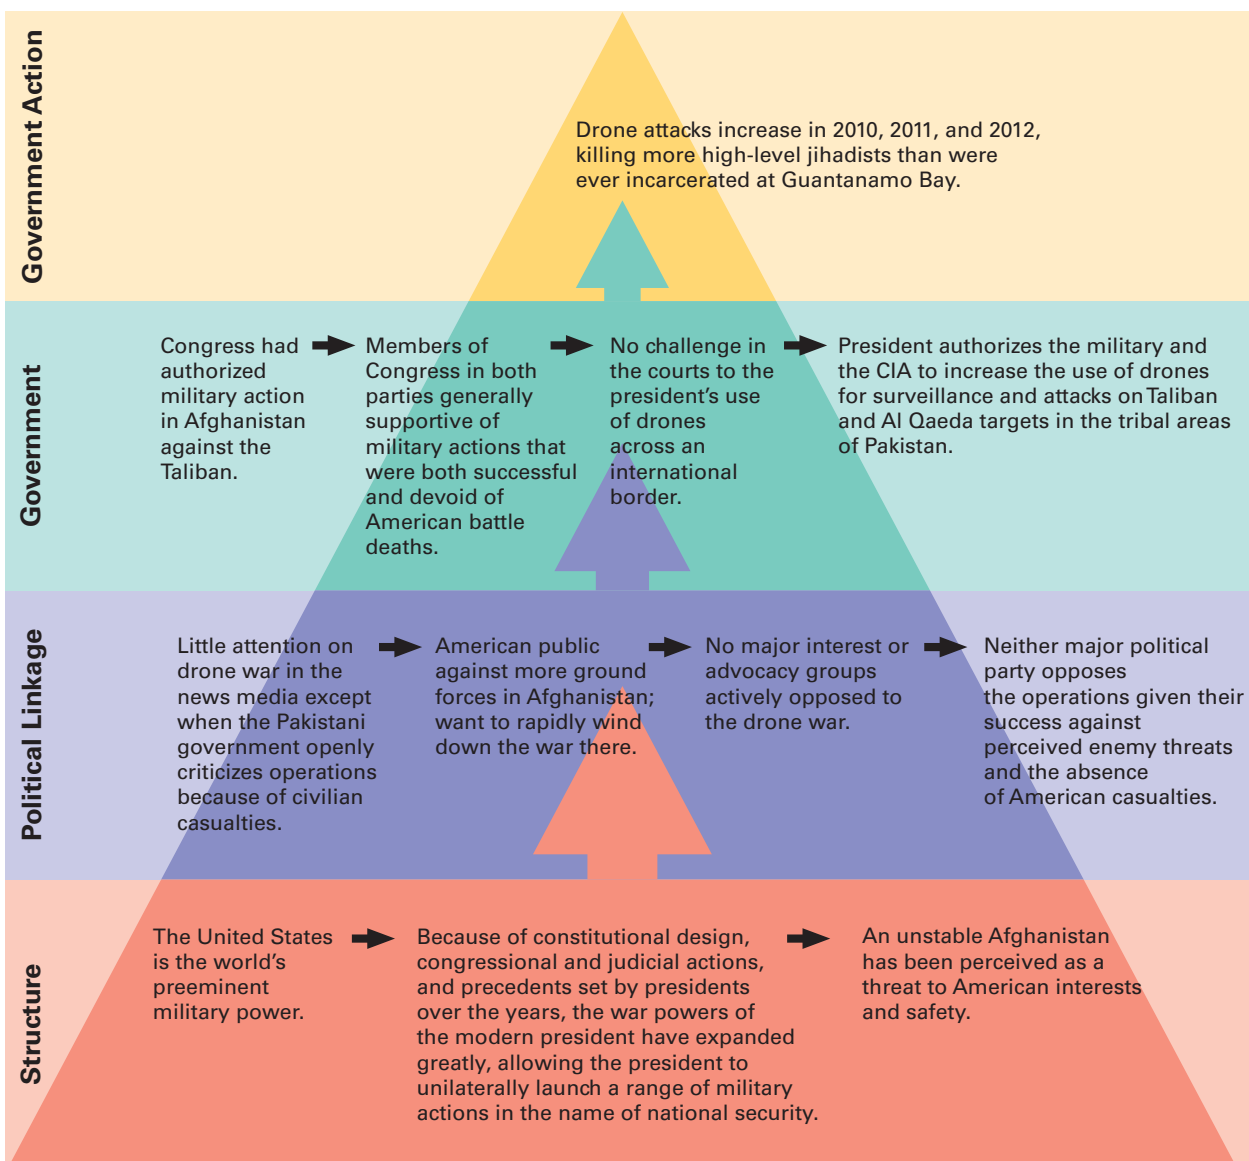 Government Action
Drone attacks increase in 2010, 2011, and 2012,
killing more high-level jihadists than were
ever incarcerated at Guantanamo Bay.
Government
Congress had
authorized
military action
in Afghanistan
against the
Taliban.
Members of
Congress in both
parties generally
supportive of
military actions that
were both successful
and devoid of
American battle
deaths.
No challenge in
the courts to the
president’s use
of drones
across an
international
border.
President authorizes the military and
the CIA to increase the use of drones
for surveillance and attacks on Taliban
and Al Qaeda targets in the tribal areas
of Pakistan.
Political Linkage
Little attention on
drone war in the
news media except
when the Pakistani
government openly
criticizes operations
because of civilian
casualties.
American public
against more ground
forces in Afghanistan;
want to rapidly wind
down the war there.
No major interest or
advocacy groups
actively opposed to
the drone war.
Neither major political
party opposes
the operations given their
success against
perceived enemy threats
and the absence
of American casualties.
Structure
The United States
is the world’s
preeminent
military power.
Because of constitutional design,
congressional and judicial actions,
and precedents set by presidents
over the years, the war powers of
the modern president have expanded
greatly, allowing the president to
unilaterally launch a range of military
actions in the name of national security.
An unstable Afghanistan
has been perceived as a
threat to American interests
and safety.